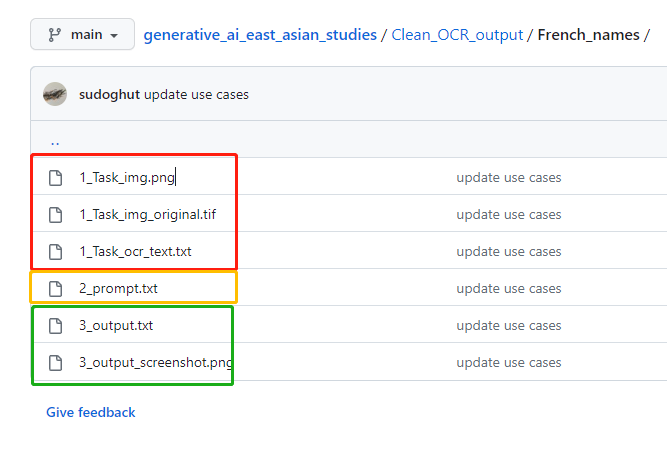 main generative_ai_east_asian_studies / Clean_OCR_output / French_names /
sudoghut update use cases
..
1_Task_img.png update use cases
1_Task_img_original.tif update use cases
1_Task_ocr_text.txt update use cases
2_prompt.txt update use cases
3_output.txt update use cases
3_output_screenshot.png update use cases
Give feedback